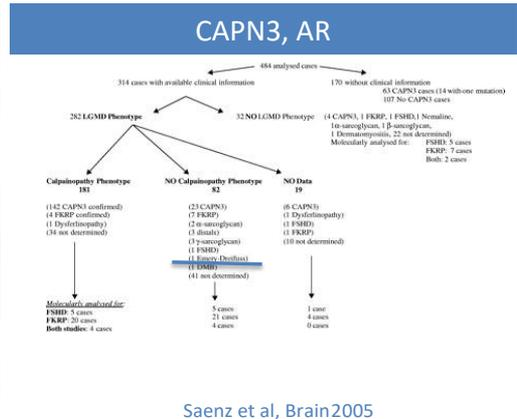 CAPN3, AR
484 analysed cases
314 cases with available clinical information
170 without clinical information
63 CAPN3 cases (14 with one mutation)
107 No CAPN3 cases
282 LGMD Phenotype
32 NO LGMD Phenotype
(4 CAPN3, 1 FKRP, 1 FSHD,1 Nemaline,
1α-sarcoglycan, 1 β-sarcoglycan,
1 Dermatomyositis, 22 not determined)
Molecularly analysed for: FSHD: 5 cases
FKRP: 7 cases
Both: 2 cases
Calpainopathy Phenotype
181
(142 CAPN3 confirmed)
(4 FKRP confirmed)
(1 Dysferlinopathy)
(34 not determined)
NO Calpainopathy Phenotype
82
(23 CAPN3)
(7 FKRP)
(2 α-sarcoglycan)
(3 distals)
(3 γ-sarcoglycan)
(1 FSHD)
(1 Emery-Dreifuss)
(1 DMB)
(41 not determined)
NO Data
19
(6 CAPN3)
(1 Dysferlinopathy)
(1 FSHD)
(1 FKRP)
(10 not determined)
Molecularly analysed for:
FSHD: 5 cases
FKRP: 20 cases
Both studies: 4 cases
5 cases
21 cases
4 cases
1 case
4 cases
0 cases
Saenz et al, Brain2005